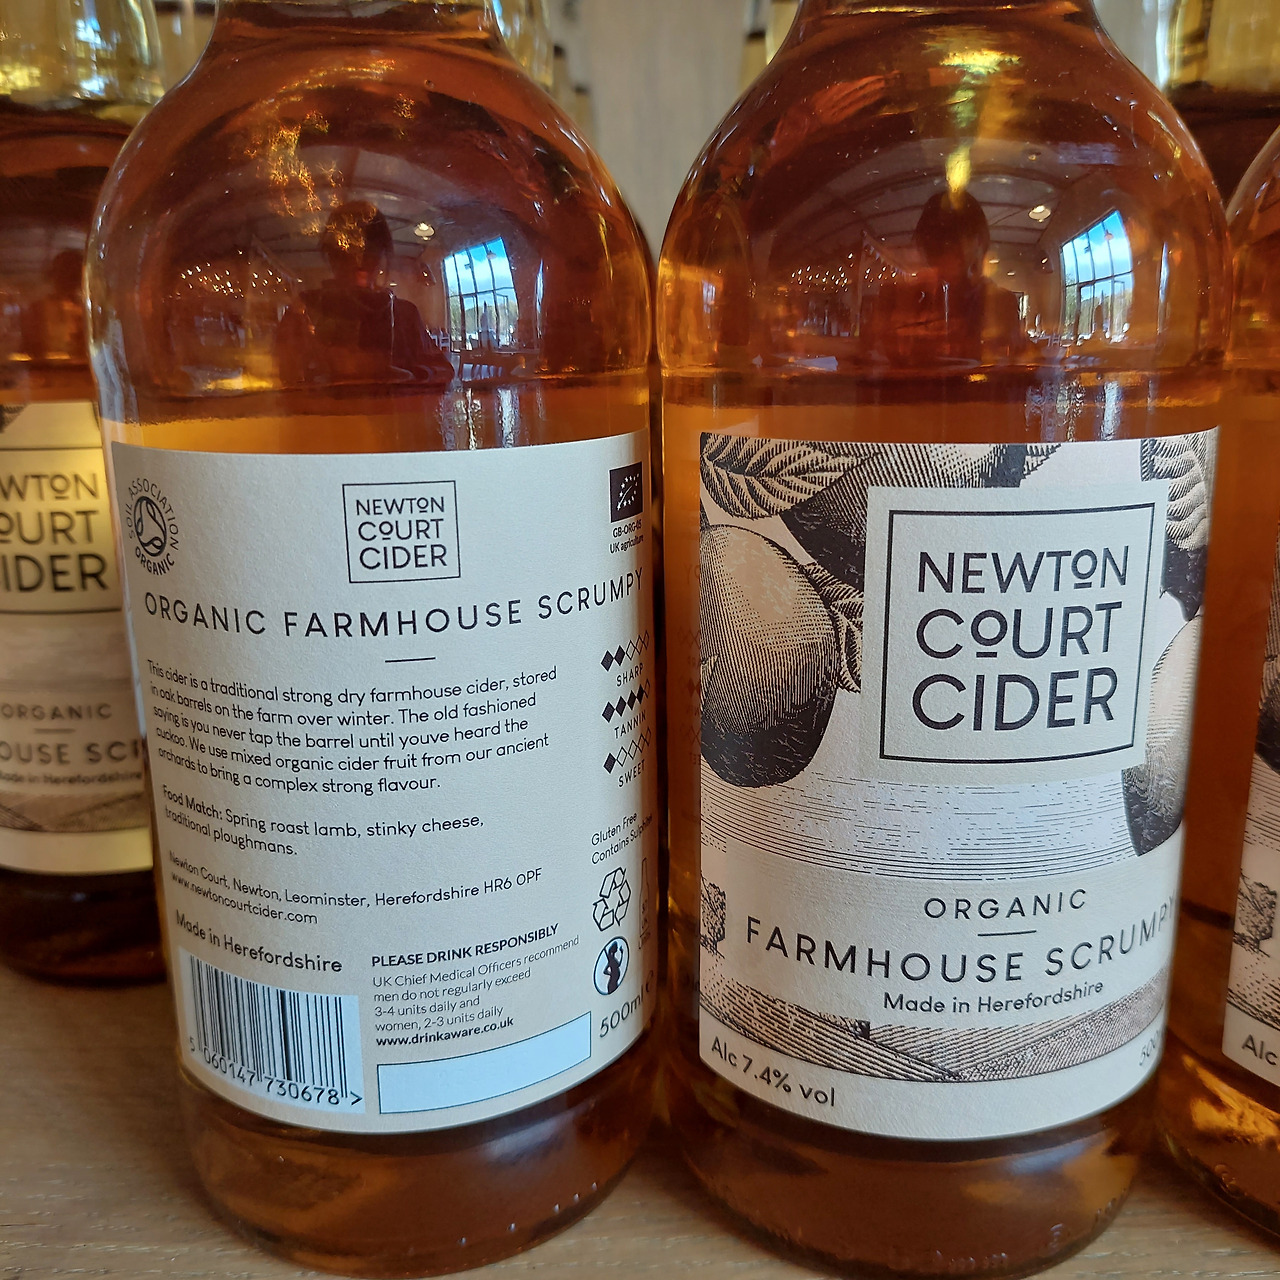 SOIL ASSOCIATION
ORGANIC
NEWTON
COURT
CIDER
GB-ORG-05
UK agriculture
ORGANIC FARMHOUSE SCRUMPY
This cider is a traditional strong dry farmhouse cider, stored
in oak barrels on the farm over winter. The old fashioned
saying is you never tap the barrel until youve heard the
cuckoo. We use mixed organic cider fruit from our ancient
orchards to bring a complex strong flavour.
SHARP
TANNIN
SWEET
Food Match: Spring roast lamb, stinky cheese,
traditional ploughmans.
Gluten Free
Contains
Newton Court, Newton, Leominster, Herefordshire HR6 0PF
www.newtoncourtcider.com
Made in Herefordshire
PLEASE DRINK RESPONSIBLY
UK Chief Medical Officers recommend
men do not regularly exceed
3-4 units daily and
women, 2-3 units daily
www.drinkaware.co.uk
500ml
5 060147 730678 >
NEWTON
COURT
CIDER
ORGANIC
FARMHOUSE SCRUMPY
Made in Herefordshire
Alc 7.4% vol
WTON
OURT
IDER
ORGANIC
OUSE SC
Made in Herefordshire
Alc